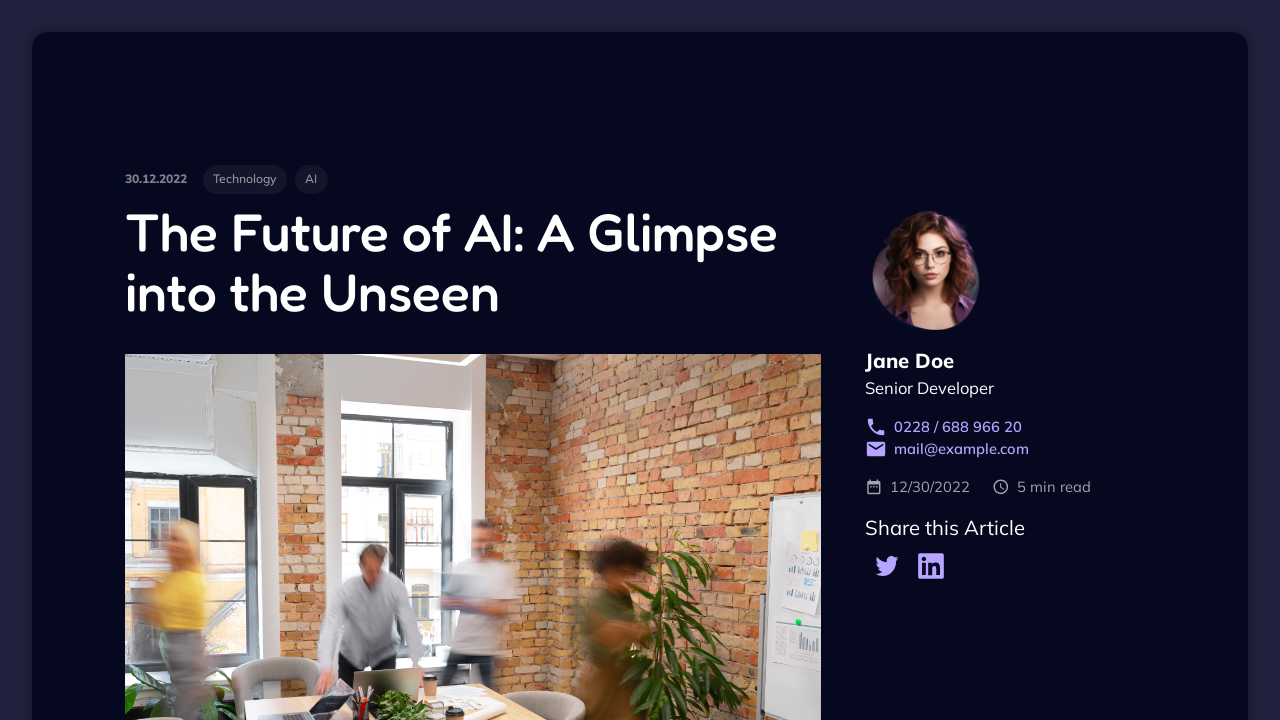 30.12.2022 Technology AI
The Future of AI: A Glimpse
into the Unseen
Jane Doe
Senior Developer
0228 / 688 966 20
mail@example.com
12/30/2022 5 min read
Share this Article